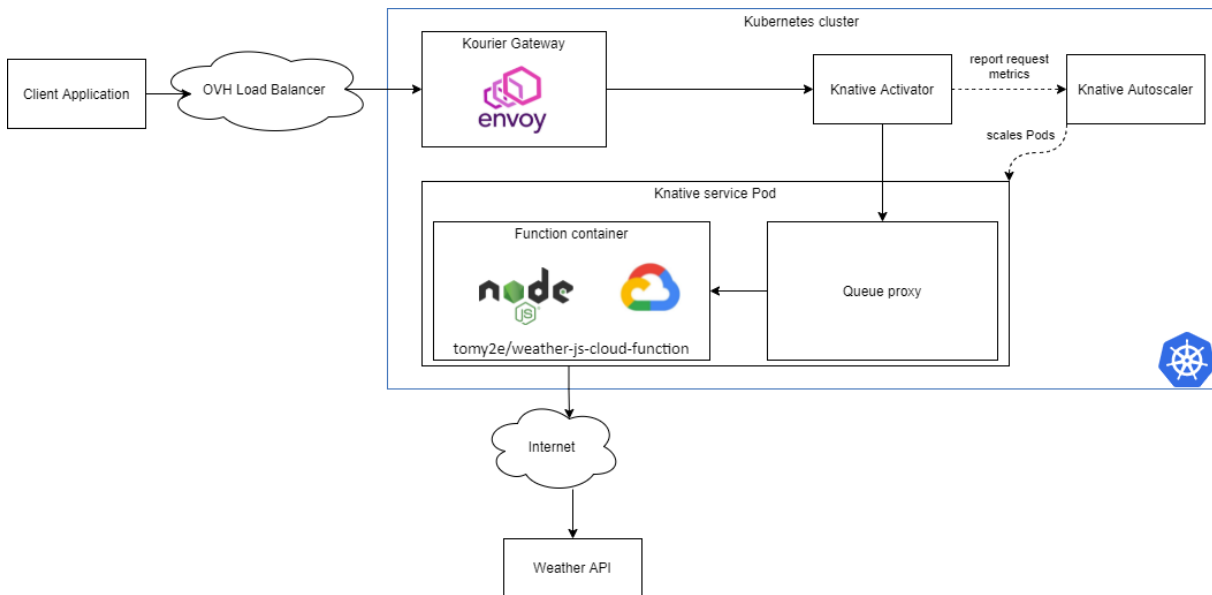 Kubernetes cluster
Kourier Gateway
envoy
Client Application
OVH Load Balancer
Knative Activator
report request
metrics
Knative Autoscaler
scales Pods
Knative service Pod
Function container
node
JS
tomy2e/weather-js-cloud-function
Queue proxy
Internet
Weather API